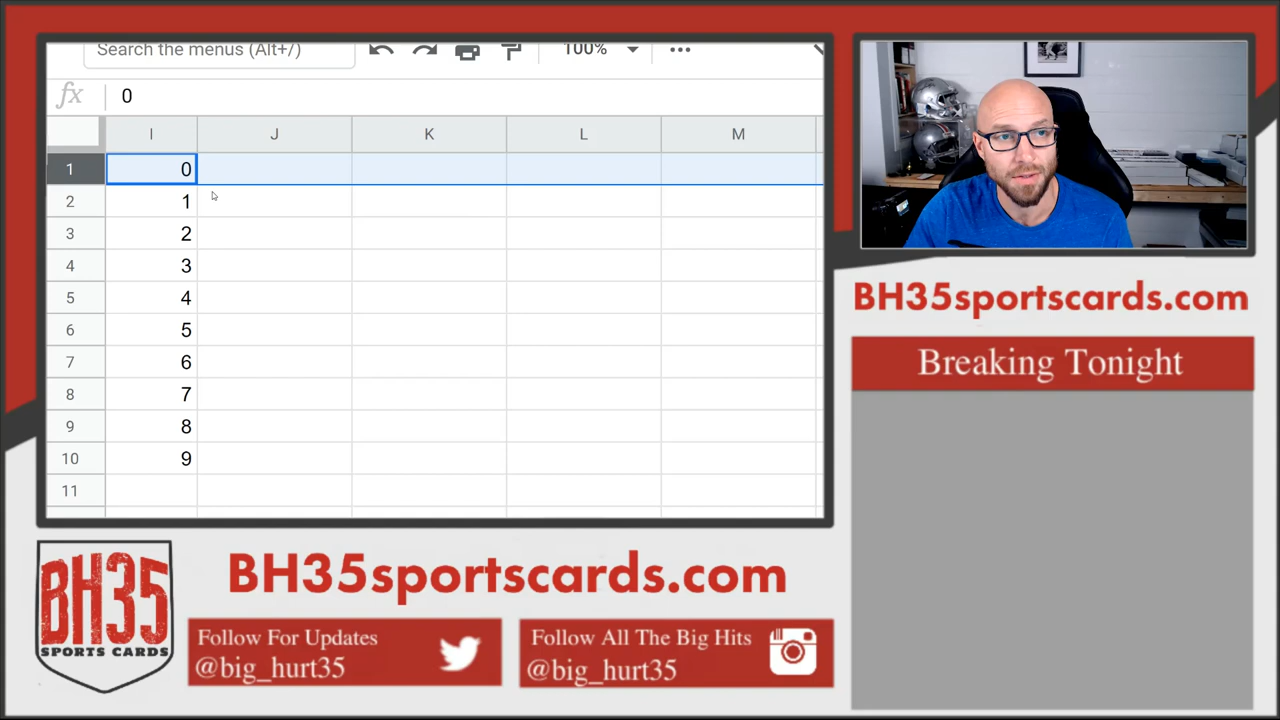 Search the menus (Alt+/)
100%
fx
0
I J K L M
1 0
2 1
3 2
4 3
5 4
6 5
7 6
8 7
9 8
10 9
11
BH35sportscards.com
Breaking Tonight
BH35
SPORTS CARDS
BH35sportscards.com
Follow For Updates
@big_hurt35
Follow All The Big Hits
@big_hurt35